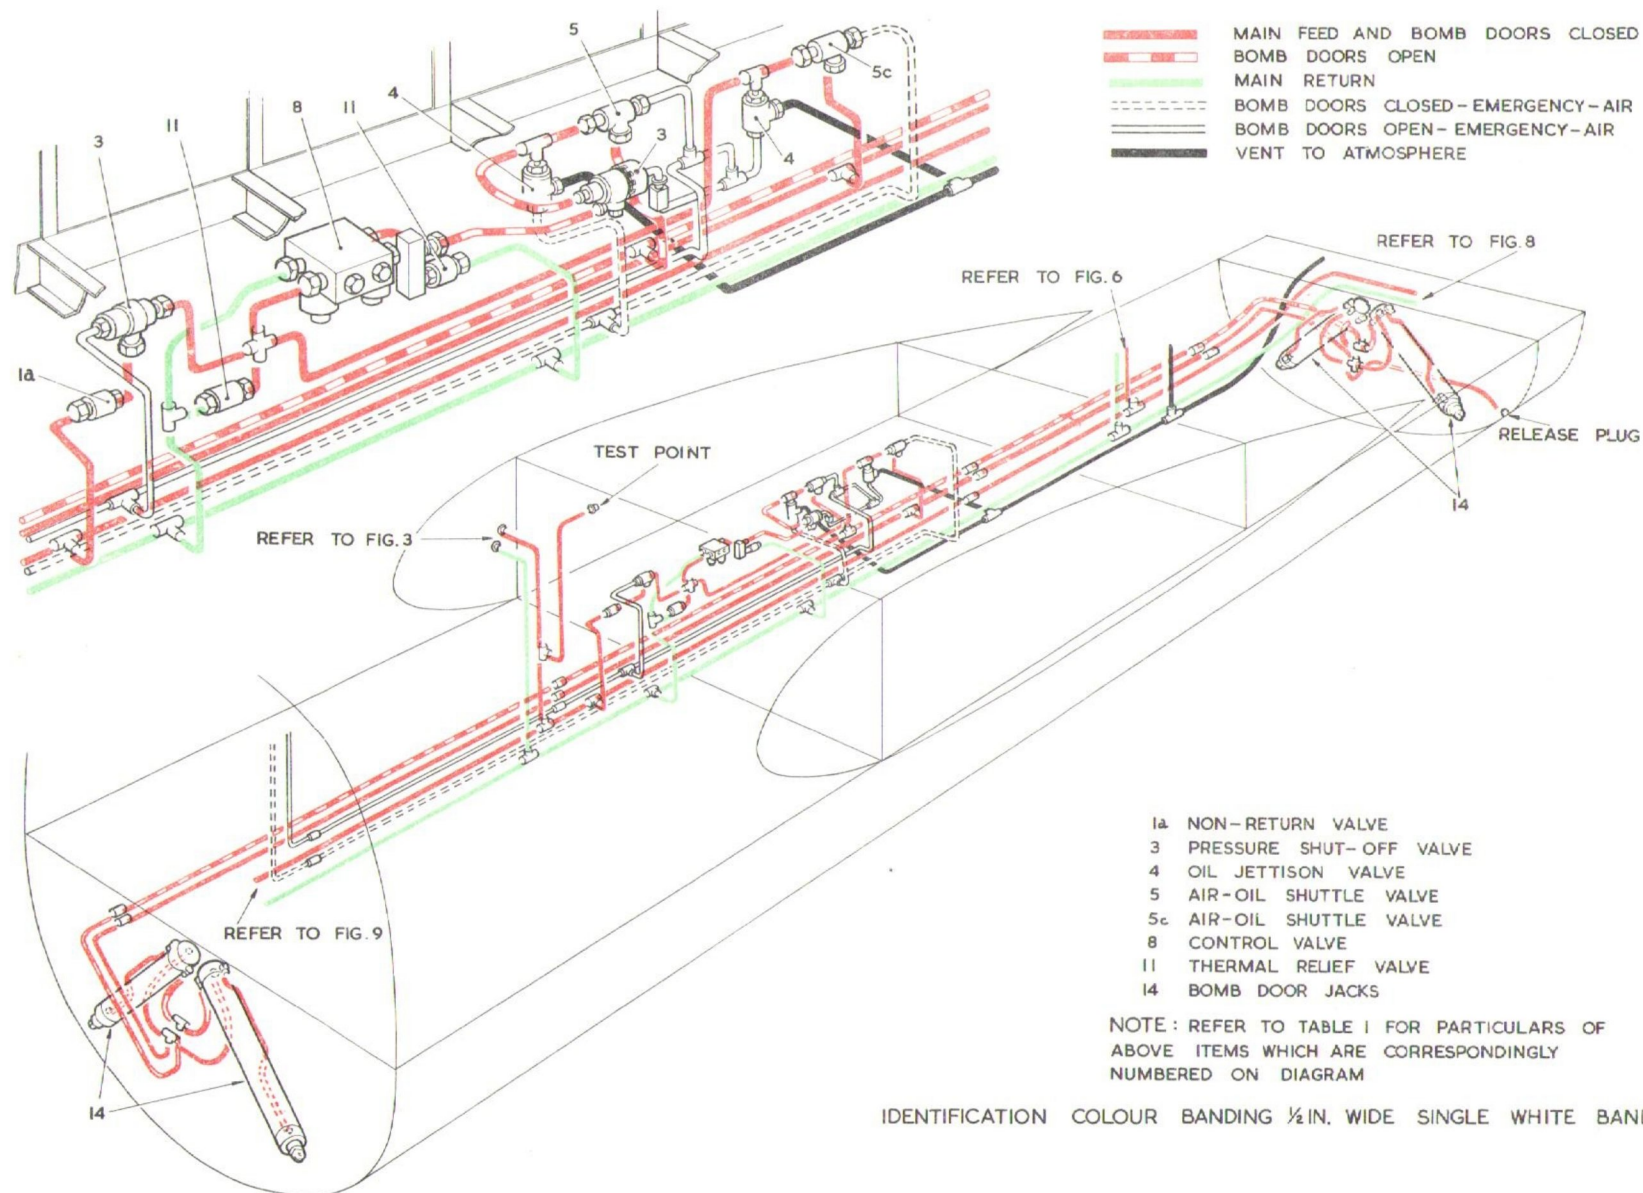 5
5c
4
11
8
3
11
3
4
1a
MAIN FEED AND BOMB DOORS CLOSED
BOMB DOORS OPEN
MAIN RETURN
BOMB DOORS CLOSED-EMERGENCY-AIR
BOMB DOORS OPEN-EMERGENCY-AIR
VENT TO ATMOSPHERE
REFER TO FIG. 8
REFER TO FIG. 6
RELEASE PLUG
14
TEST POINT
REFER TO FIG. 3
REFER TO FIG. 9
14
1a NON-RETURN VALVE
3 PRESSURE SHUT-OFF VALVE
4 OIL JETTISON VALVE
5 AIR-OIL SHUTTLE VALVE
5c AIR-OIL SHUTTLE VALVE
8 CONTROL VALVE
11 THERMAL RELIEF VALVE
14 BOMB DOOR JACKS
NOTE: REFER TO TABLE 1 FOR PARTICULARS OF
ABOVE ITEMS WHICH ARE CORRESPONDINGLY
NUMBERED ON DIAGRAM
IDENTIFICATION COLOUR BANDING ½ IN. WIDE SINGLE WHITE BAN